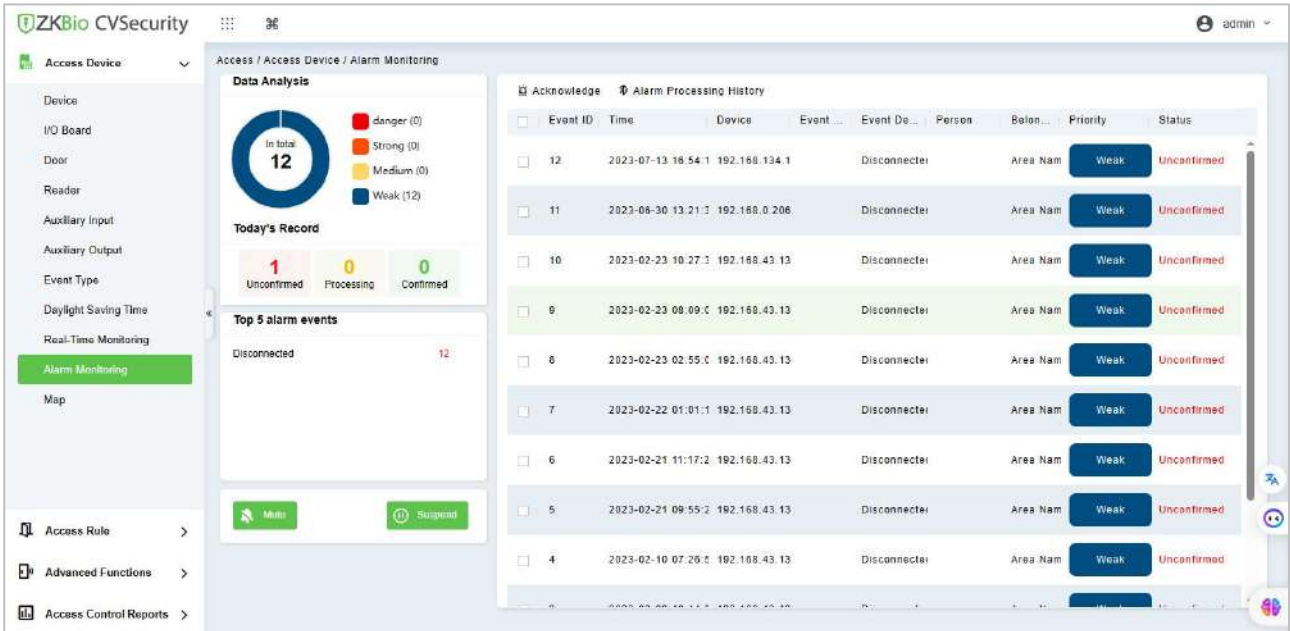 ZKBio CVSecurity
admin
Access Device
Device
I/O Board
Door
Reader
Auxiliary Input
Auxiliary Output
Event Type
Daylight Saving Time
Real-Time Monitoring
Alarm Monitoring
Map
Access Rule
Advanced Functions
Access Control Reports
Access / Access Device / Alarm Monitoring
Data Analysis
In total
12
danger (0)
Strong (0)
Medium (0)
Weak (12)
Today's Record
1 0 0
Unconfirmed Processing Confirmed
Top 5 alarm events
Disconnected 12
Mute Suspend
Acknowledge Alarm Processing History
Event ID Time Device Event ... Event De... Person Belon... Priority Status
12 2023-07-13 16:54:1 192.168.134.1 Disconnecte Area Nam Weak Unconfirmed
11 2023-06-30 13:21: 192.168.0.206 Disconnecte Area Nam Weak Unconfirmed
10 2023-02-23 10:27: 192.168.43.13 Disconnecte Area Nam Weak Unconfirmed
9 2023-02-23 08:09: 192.168.43.13 Disconnecte Area Nam Weak Unconfirmed
8 2023-02-23 02:55: 192.168.43.13 Disconnecte Area Nam Weak Unconfirmed
7 2023-02-22 01:01:1 192.168.43.13 Disconnecte Area Nam Weak Unconfirmed
6 2023-02-21 11:17:2 192.168.43.13 Disconnecte Area Nam Weak Unconfirmed
5 2023-02-21 09:55:2 192.168.43.13 Disconnecte Area Nam Weak Unconfirmed
4 2023-02-10 07:26: 192.168.43.13 Disconnecte Area Nam Weak Unconfirmed